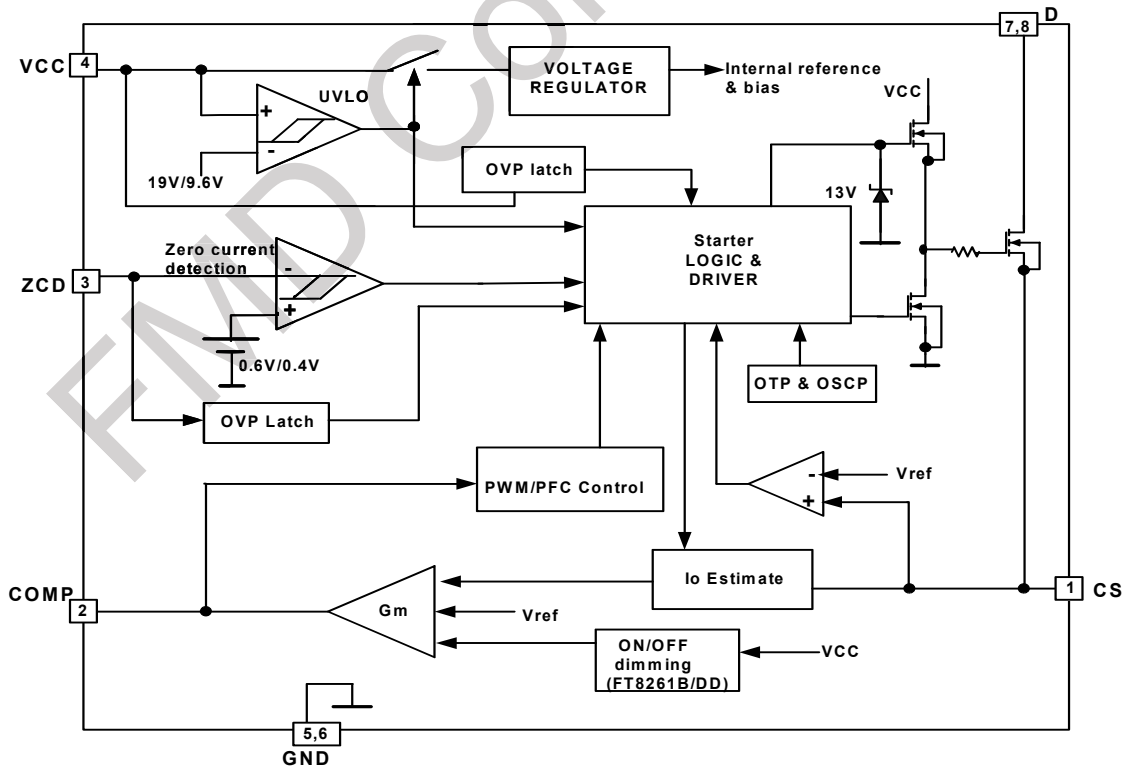 FMD Con
D
7,8
VCC
4
UVLO
+
-
19V/9.6V
VOLTAGE
REGULATOR
Internal reference
& bias
VCC
OVP latch
13V
Starter
LOGIC &
DRIVER
ZCD
3
Zero current
detection
-
+
0.6V/0.4V
OVP Latch
OTP & OSCP
PWM/PFC Control
-
+
Vref
COMP
2
Gm
Io Estimate
1
CS
Vref
ON/OFF
dimming
(FT8261B/DD)
VCC
5,6
GND